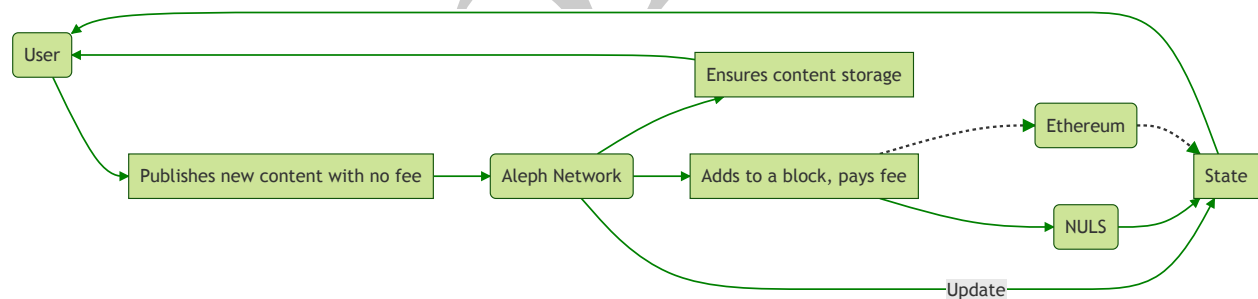 User
Ensures content storage
Ethereum
Publishes new content with no fee
Aleph Network
Adds to a block, pays fee
State
NULS
Update